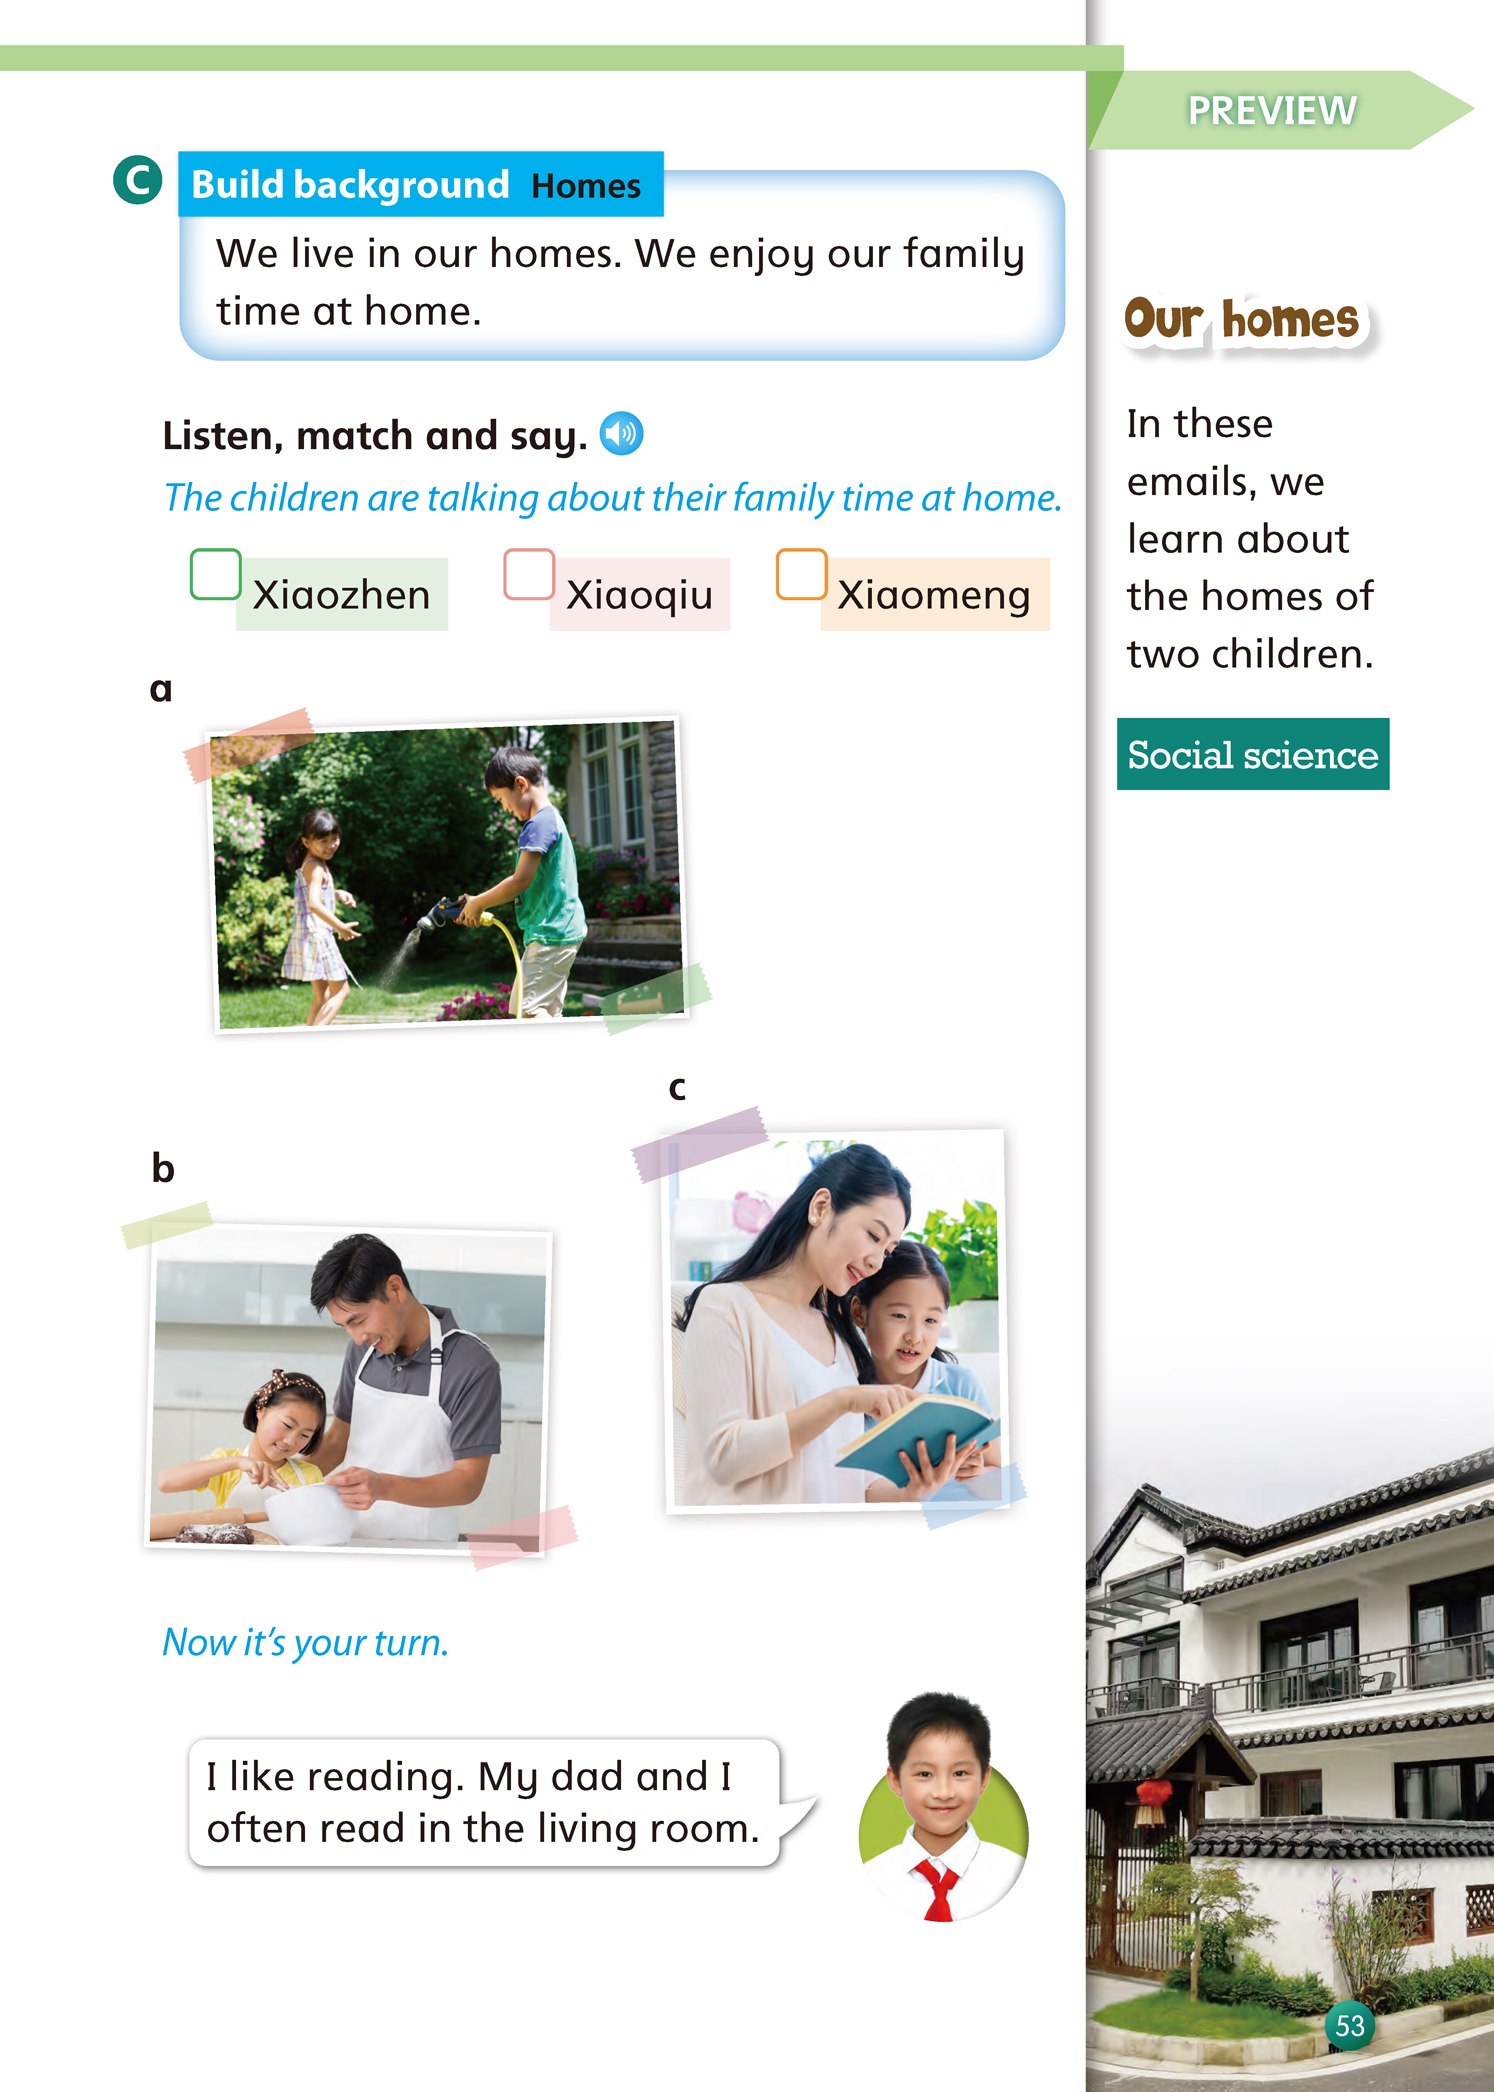 PREVIEW
C
Build background Homes
We live in our homes. We enjoy our family
time at home.
Listen, match and say.
The children are talking about their family time at home.
Xiaozhen
Xiaoqiu
Xiaomeng
a
c
b
Now it's your turn.
I like reading. My dad and I
often read in the living room.
Our homes
In these
emails, we
learn about
the homes of
two children.
Social science
53